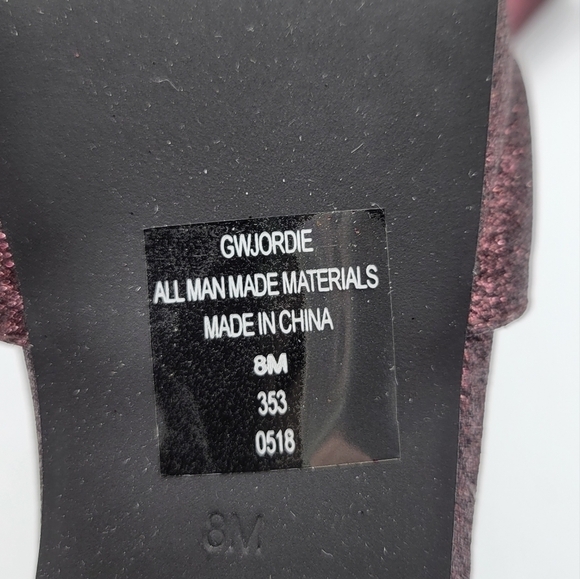 GWJORDIE
ALL MAN MADE MATERIALS
MADE IN CHINA
8M
353
0518
8M